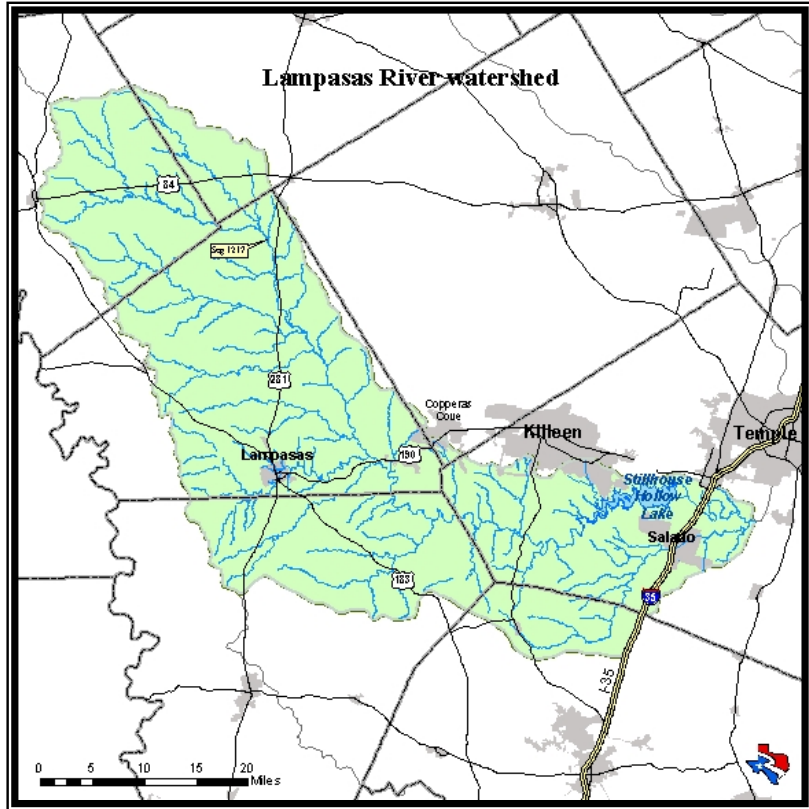 Lampasas River watershed
84
Seg 1217
281
Copperas
Cove
Killeen
Temple
190
Lampasas
Stillhouse
Hollow
Lake
Salado
183
35
I-35
0 5 10 15 20
Miles